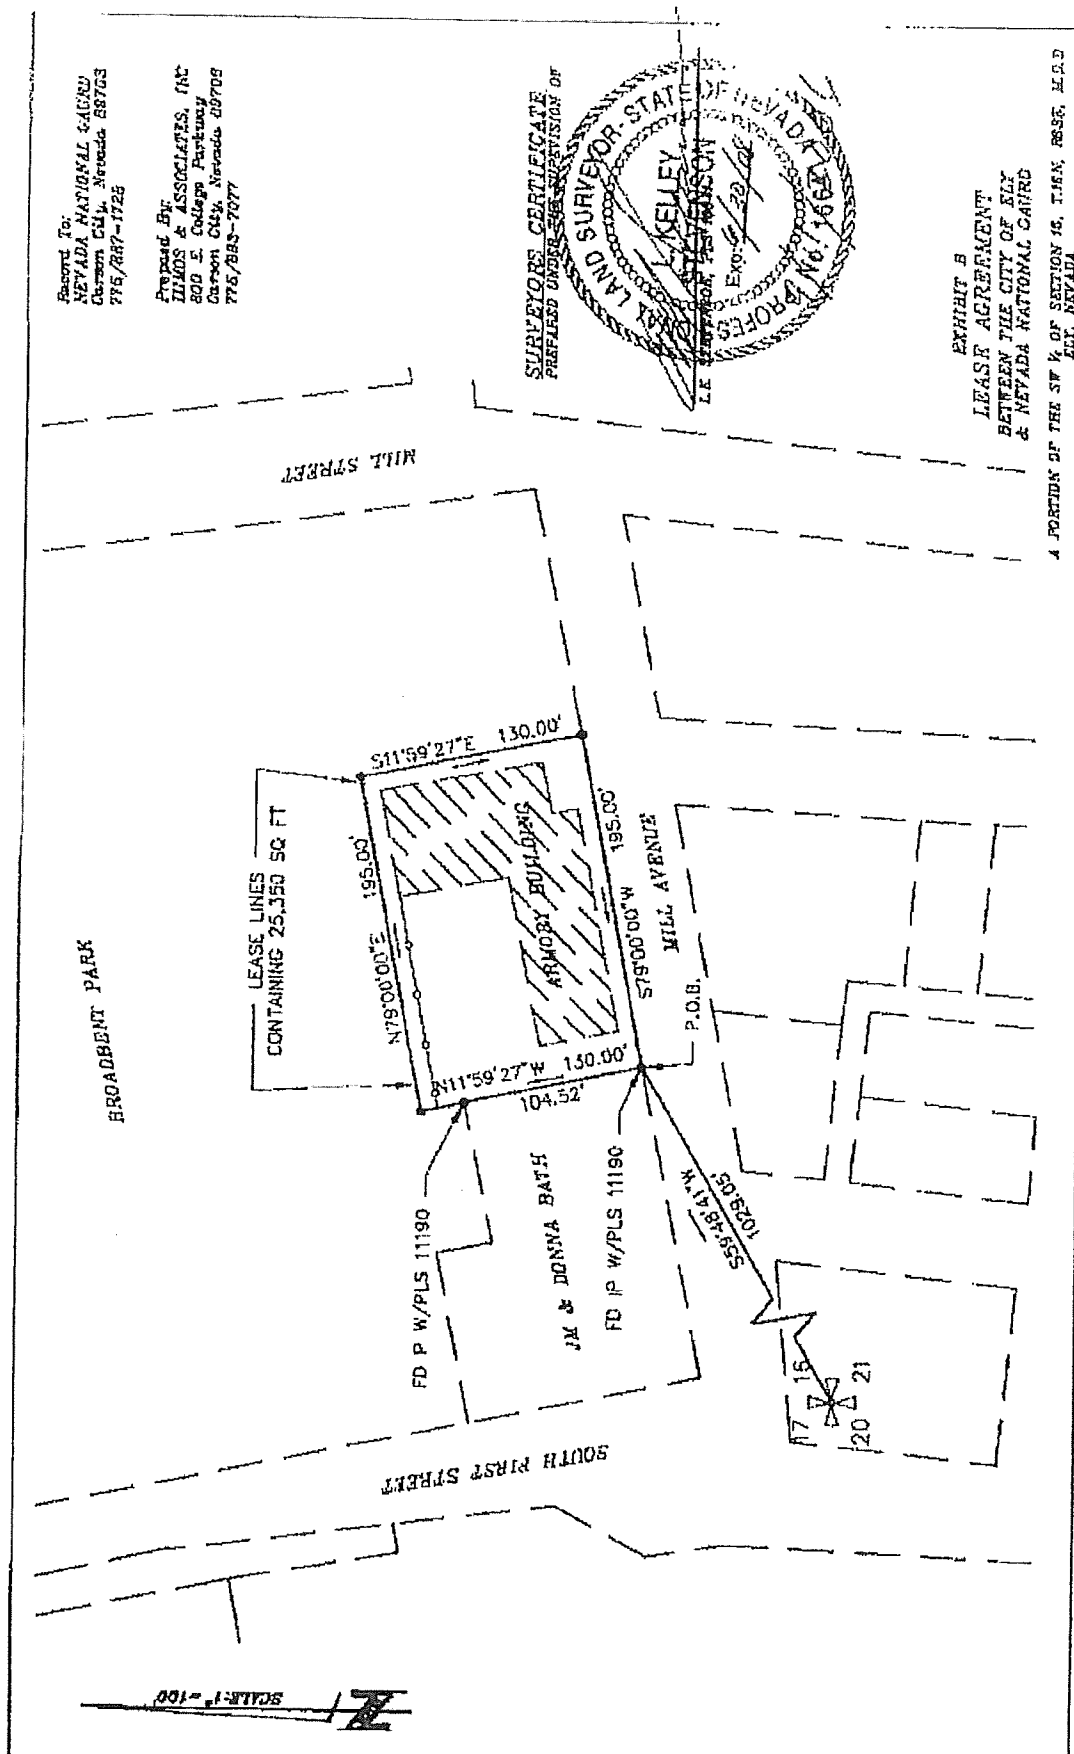 Record To:
NEVADA NATIONAL GAURD
Carson City, Nevada 89703
775/887-1726
Prepaid By:
& ASSOCIATES, INC
800 E. College Parkway
Carson City, Nevada 89706
775/883-7077
SURVEYORS CERTIFICATE
PREPARED UNDER THE SUPERVISION OF
PROFESSIONAL LAND SURVEYOR - STATE OF NEVADA
L. KELLEY
STEVENSON
Exp:
No.
EXHIBIT B
LEASE AGREEMENT
BETWEEN THE CITY OF ELY
& NEVADA NATIONAL GAURD
A PORTION OF THE SW ¼ OF SECTION 16,
ELY, NEVADA
BROADBENT PARK
LEASE LINES
CONTAINING 25,350 SQ FT
MILL STREET
N79°00'00"E
195.00'
S11°59'27"E
130.00'
ARMORY BUILDING
S79°00'00"W
195.00'
MILL AVENUE
N11°59'27"W
130.00'
104.52'
P.O.B.
FD P W/PLS 11190
JM & DONNA BATH
FD IP W/PLS 11190
S59°48'41"W
1029.05'
SOUTH FIRST STREET
17
16
20
21
SCALE:1"=100'